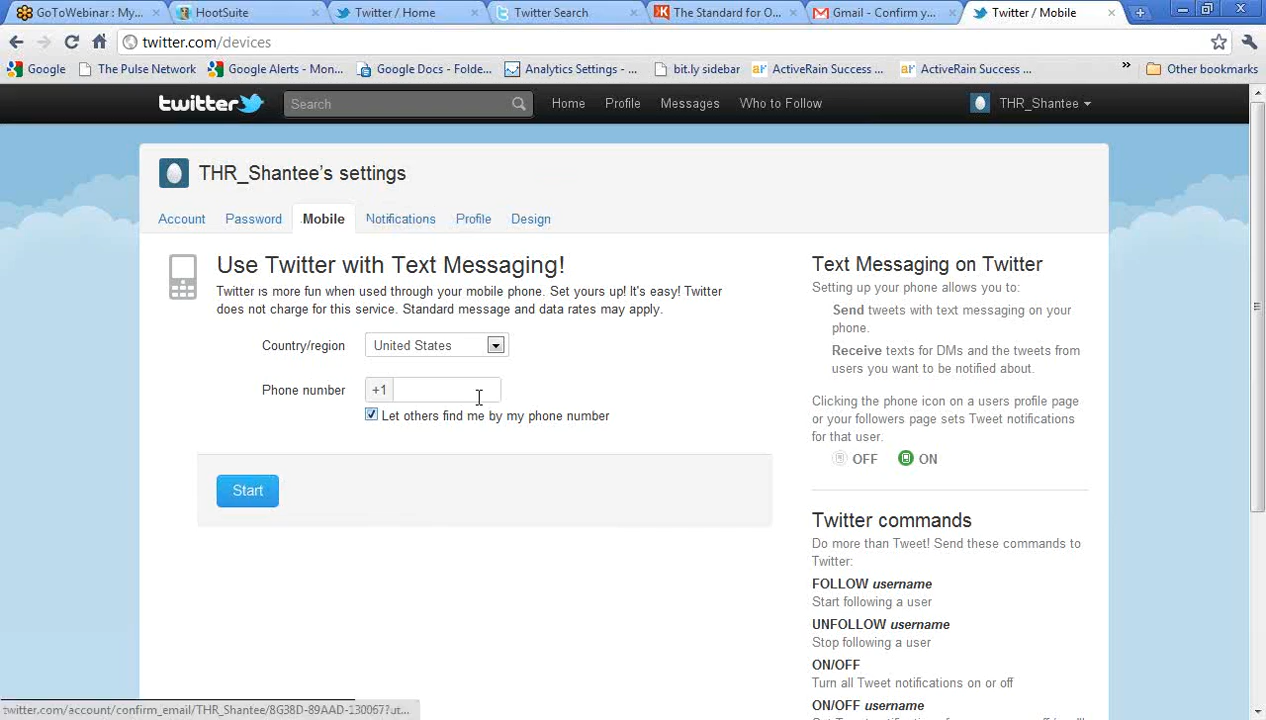 GoToWebinar : My...
HootSuite
Twitter / Home
Twitter Search
The Standard for O...
Gmail - Confirm y...
Twitter / Mobile
twitter.com/devices
Google
The Pulse Network
Google Alerts - Mon...
Google Docs - Folde...
Analytics Settings - ...
bit.ly sidebar
ActiveRain Success ...
ActiveRain Success ...
Other bookmarks
twitter
Search
Home
Profile
Messages
Who to Follow
THR_Shantee
THR_Shantee's settings
Account
Password
Mobile
Notifications
Profile
Design
Use Twitter with Text Messaging!
Twitter is more fun when used through your mobile phone. Set yours up! It's easy! Twitter
does not charge for this service. Standard message and data rates may apply.
Country/region
United States
Phone number
+1
Let others find me by my phone number
Start
Text Messaging on Twitter
Setting up your phone allows you to:
Send tweets with text messaging on your
phone.
Receive texts for DMs and the tweets from
users you want to be notified about.
Clicking the phone icon on a users profile page
or your followers page sets Tweet notifications
for that user.
OFF
ON
Twitter commands
Do more than Tweet! Send these commands to
Twitter:
FOLLOW username
Start following a user
UNFOLLOW username
Stop following a user
ON/OFF
Turn all Tweet notifications on or off
ON/OFF username
twitter.com/account/confirm_email/THR_Shantee/8G38D-89AAD-130067?ut...